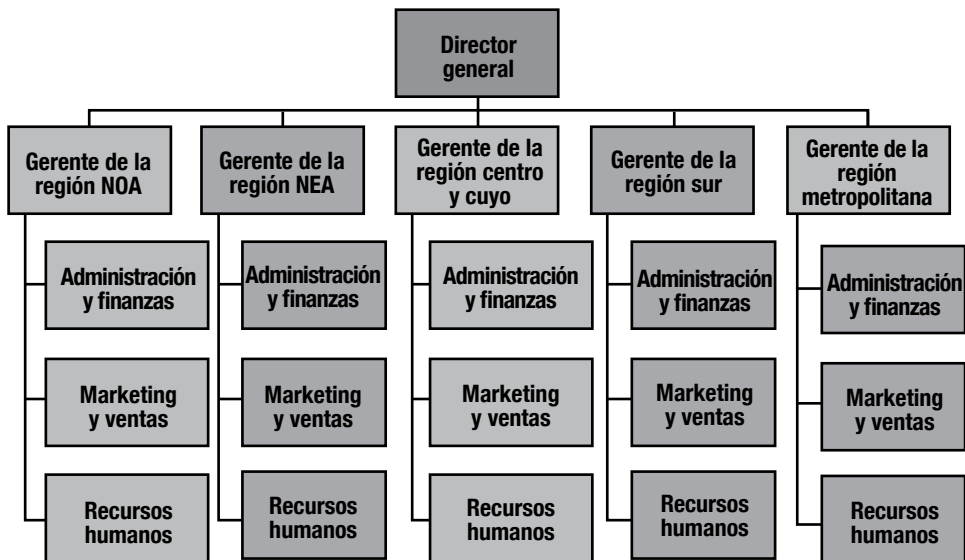 Director
general
Gerente de la
región NOA
Gerente de la
región NEA
Gerente de la
región centro
y cuyo
Gerente de la
región sur
Gerente de la
región
metropolitana
Administración
y finanzas
Administración
y finanzas
Administración
y finanzas
Administración
y finanzas
Administración
y finanzas
Marketing
y ventas
Marketing
y ventas
Marketing
y ventas
Marketing
y ventas
Marketing
y ventas
Recursos
humanos
Recursos
humanos
Recursos
humanos
Recursos
humanos
Recursos
humanos